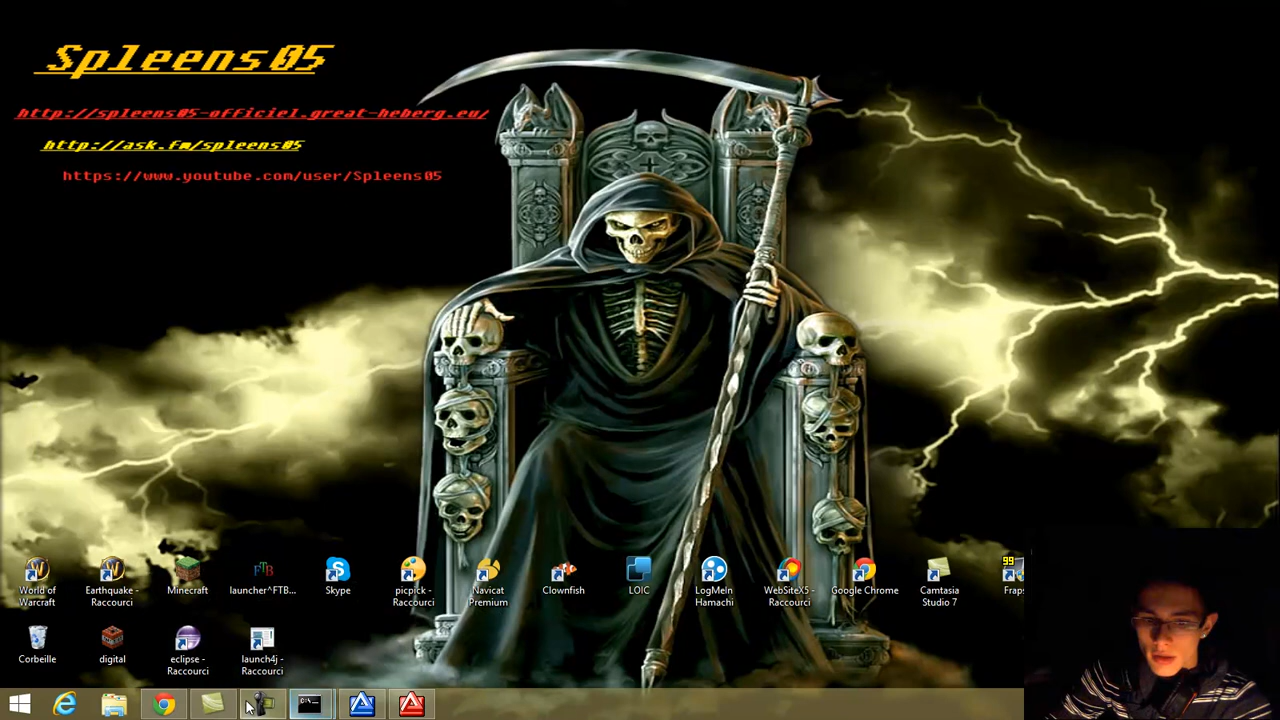 Spleens05
http://spleens05-officiel.great-heberg.eu/
http://ask.fm/spleens05
https://www.youtube.com/user/Spleens05
World of
Warcraft
Earthquake -
Raccourci
Minecraft
launcher^FTB...
Skype
picpick -
Raccourci
Navicat
Premium
Clownfish
LOIC
LogMeIn
Hamachi
WebSiteX5 -
Raccourci
Google Chrome
Camtasia
Studio 7
99
Fraps
Corbeille
digital
eclipse -
Raccourci
launch4j -
Raccourci
FTB
C:\_